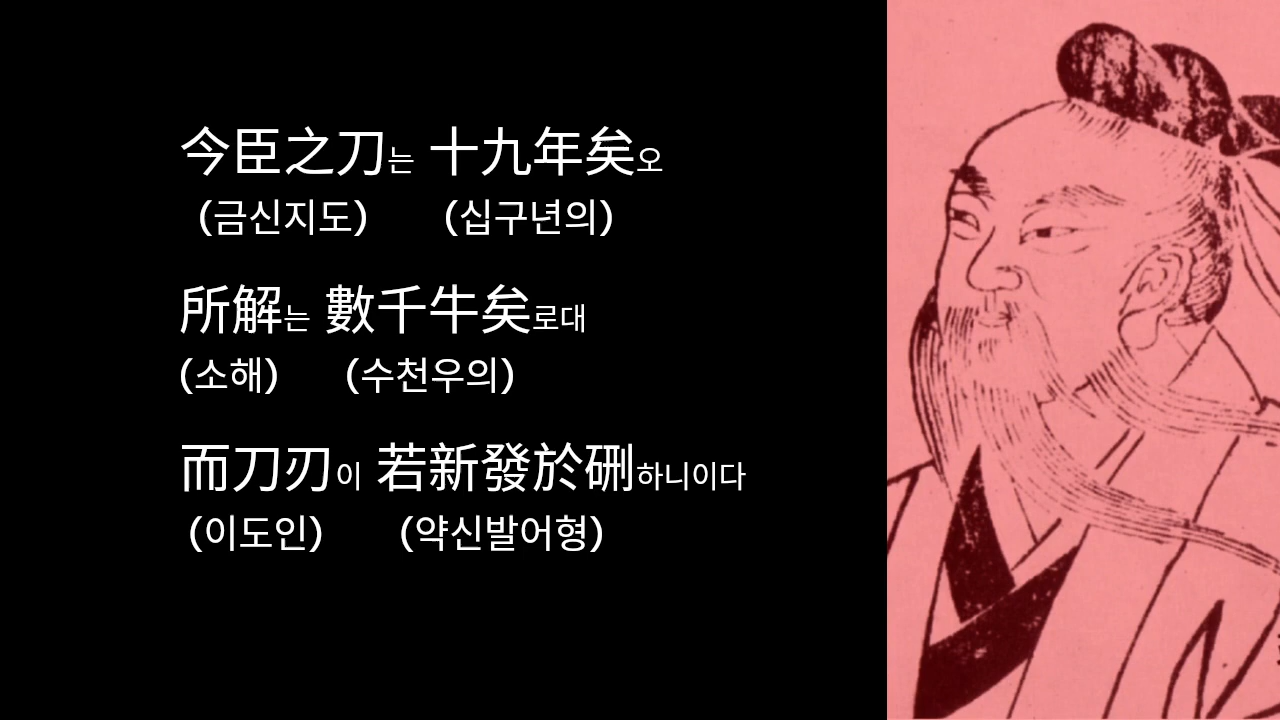 今臣之刀는 十九年矣오
(금신지도) (십구년의)
所解는 數千牛矣로대
(소해) (수천우의)
而刀刃이 若新發於硎하니이다
(이도인) (약신발어형)